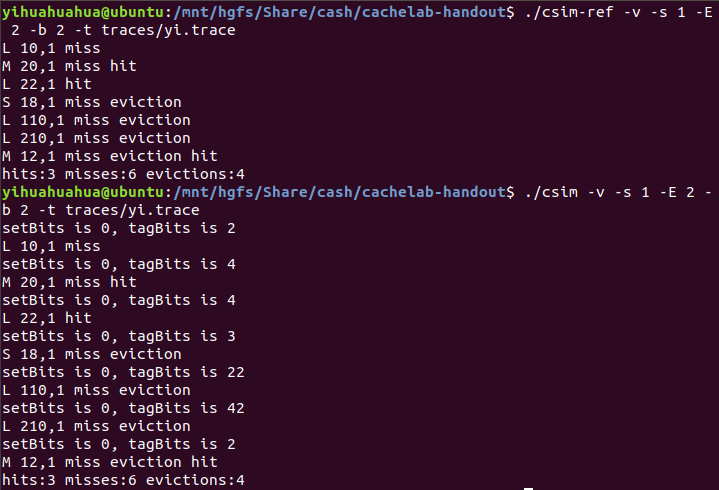 yihuahuahua@ubuntu:/mnt/hgfs/Share/cash/cachelab-handout$ ./csim-ref -v -s 1 -E
 2 -b 2 -t traces/yi.trace
L 10,1 miss
M 20,1 miss hit
L 22,1 hit
S 18,1 miss eviction
L 110,1 miss eviction
L 210,1 miss eviction
M 12,1 miss eviction hit
hits:3 misses:6 evictions:4
yihuahuahua@ubuntu:/mnt/hgfs/Share/cash/cachelab-handout$ ./csim -v -s 1 -E 2 -
b 2 -t traces/yi.trace
setBits is 0, tagBits is 2
L 10,1 miss
setBits is 0, tagBits is 4
M 20,1 miss hit
setBits is 0, tagBits is 4
L 22,1 hit
setBits is 0, tagBits is 3
S 18,1 miss eviction
setBits is 0, tagBits is 22
L 110,1 miss eviction
setBits is 0, tagBits is 42
L 210,1 miss eviction
setBits is 0, tagBits is 2
M 12,1 miss eviction hit
hits:3 misses:6 evictions:4